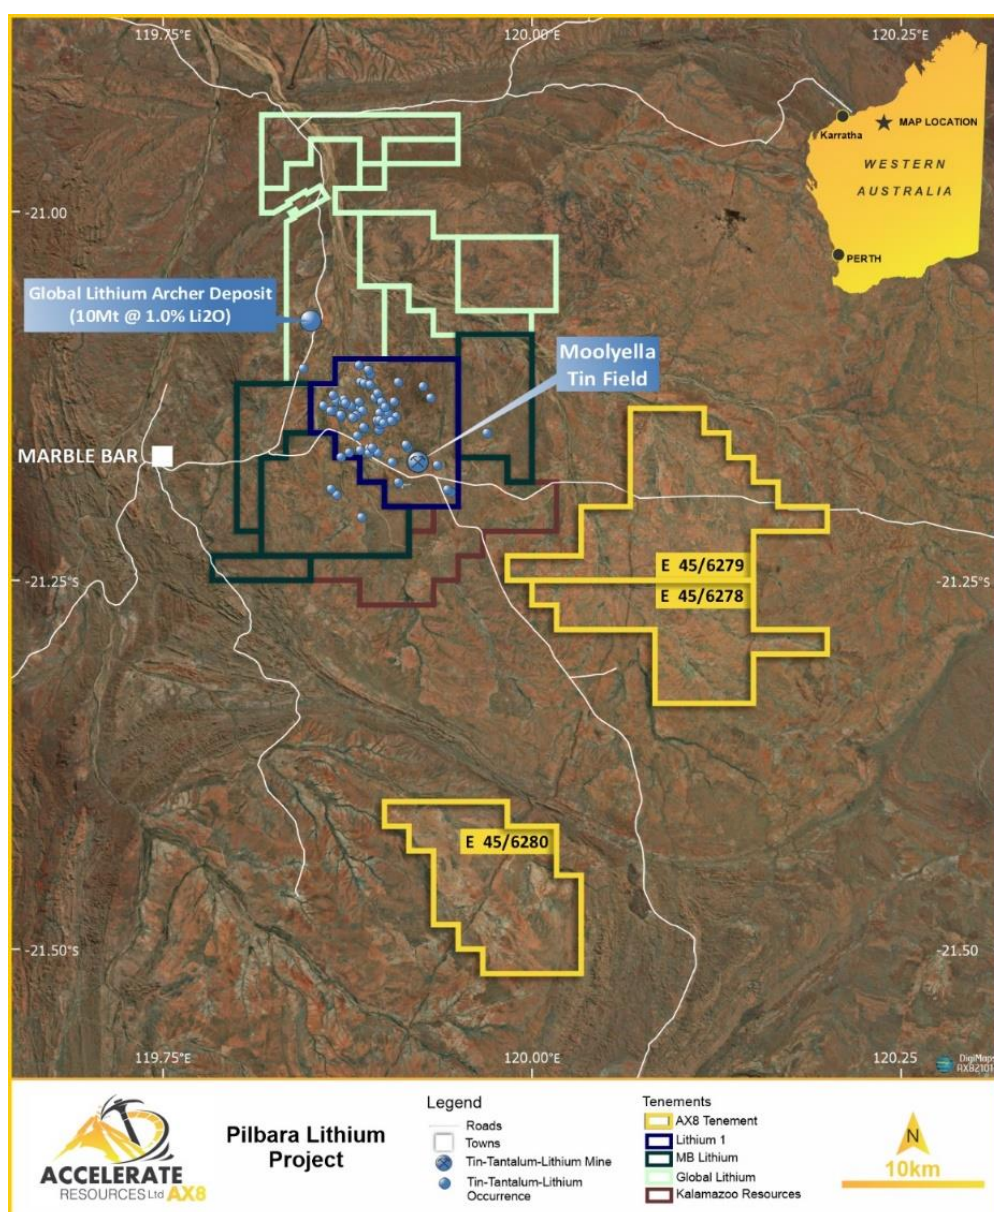 119.75°E
120.00°E
120.25°E
Karratha
MAP LOCATION
WESTERN
AUSTRALIA
PERTH
-21.00
Global Lithium Archer Deposit
(10Mt @ 1.0% Li2O)
Moolyella
Tin Field
MARBLE BAR
E 45/6279
E 45/6278
-21.25°S
-21.25°S
E 45/6280
-21.50°S
-21.50
119.75°E
120.00°E
120.25
DigiMaps
AX82101
ACCELERATE
RESOURCES Ltd AX8
Pilbara Lithium
Project
Legend
Roads
Towns
Tin-Tantalum-Lithium Mine
Tin-Tantalum-Lithium
Occurrence
Tenements
AX8 Tenement
Lithium 1
MB Lithium
Global Lithium
Kalamazoo Resources
N
10km